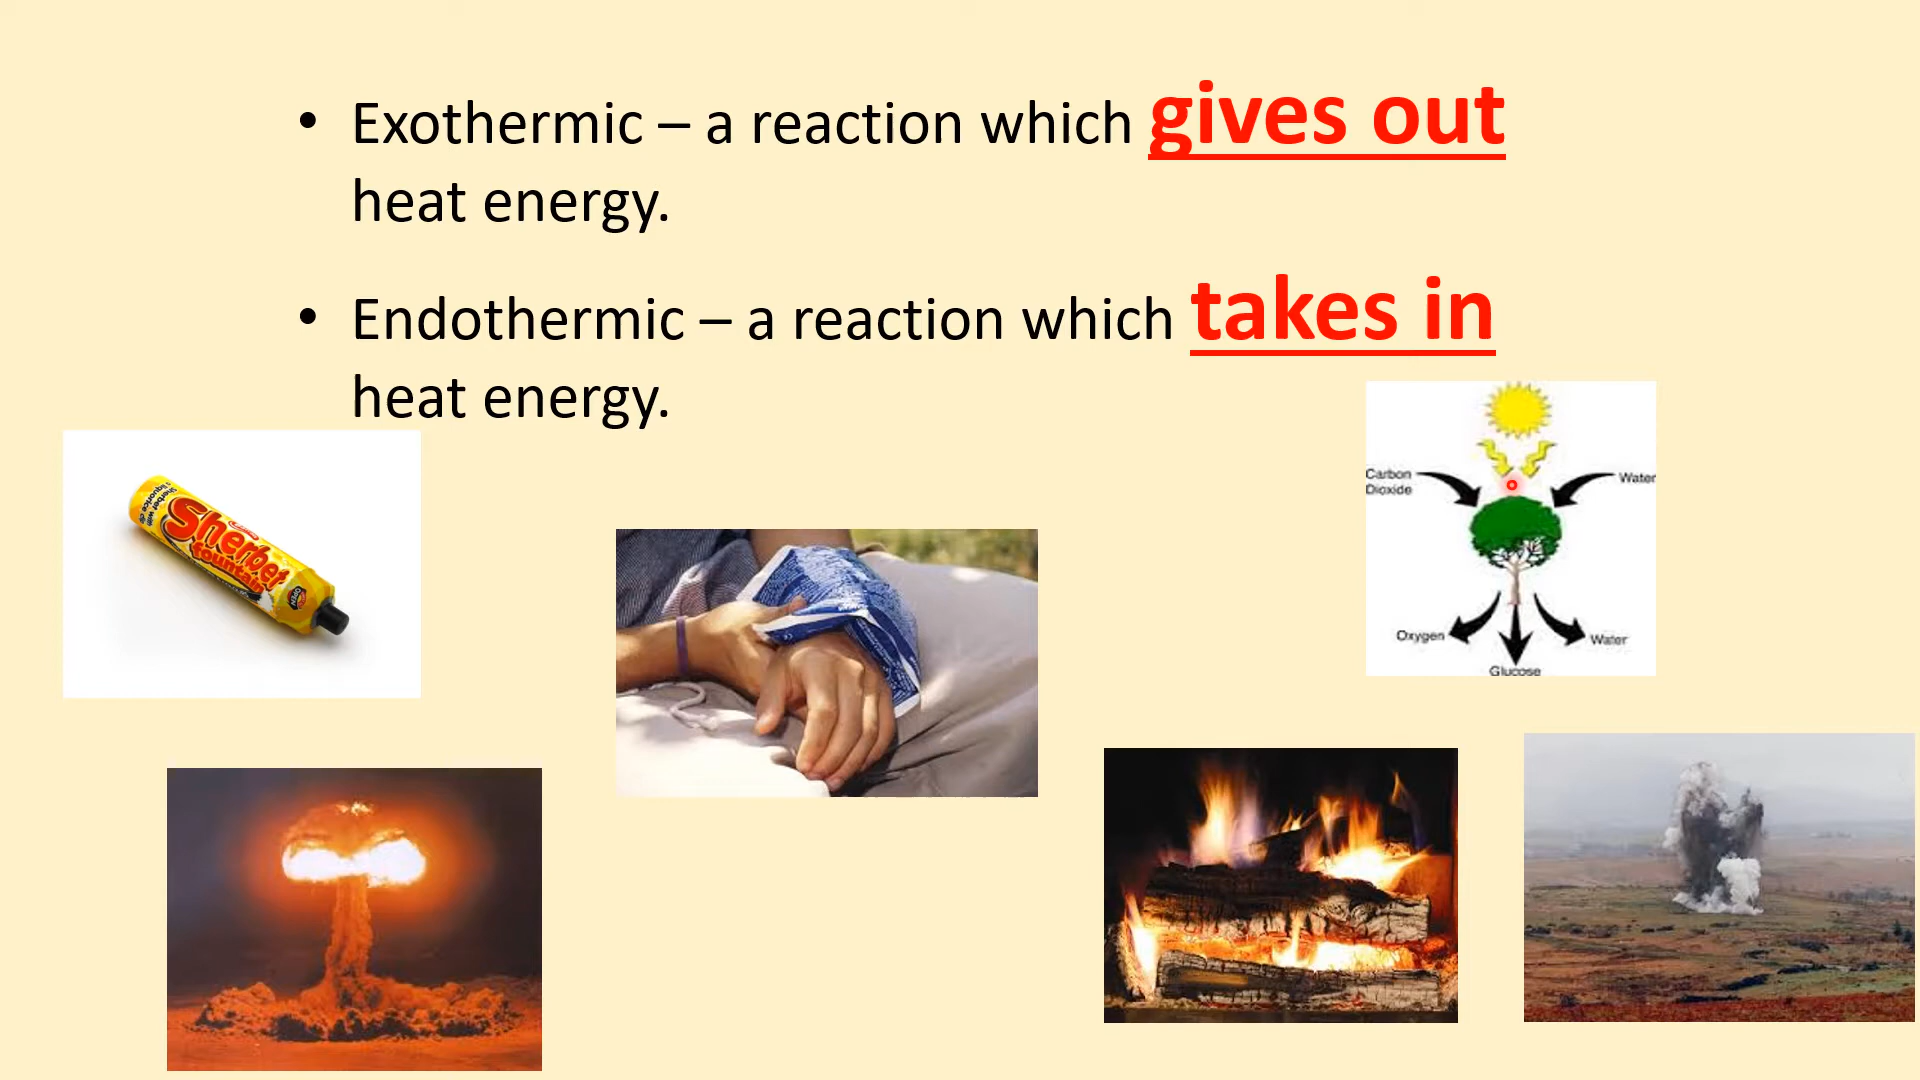 • Exothermic – a reaction which gives out
heat energy.
• Endothermic – a reaction which takes in
heat energy.
Carbon
Dioxide
Water
Oxygen
Water
Glucose
Sherbet
fountain